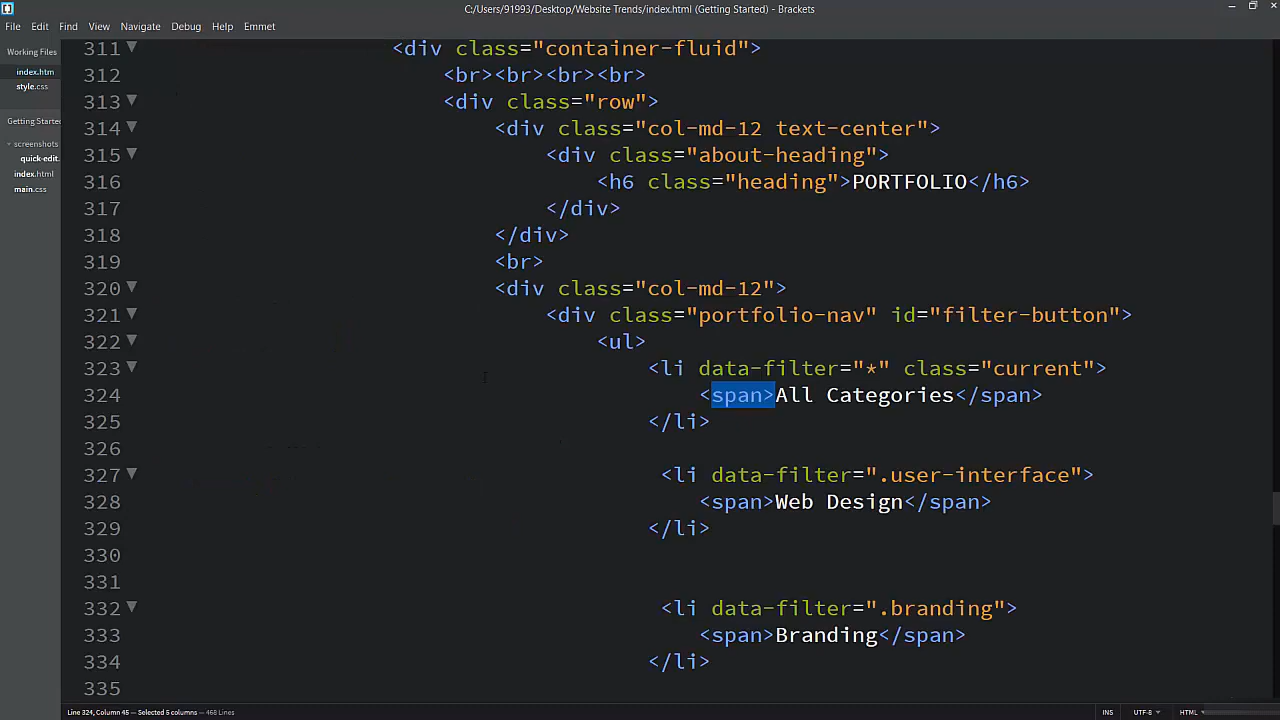 C:/Users/91993/Desktop/Website Trends/index.html (Getting Started) - Brackets
File Edit Find View Navigate Debug Help Emmet
Working Files
index.htm
style.css
Getting Started
screenshots
quick-edit.
index.html
main.css
311 <div class="container-fluid">
312 <br><br><br><br>
313 <div class="row">
314 <div class="col-md-12 text-center">
315 <div class="about-heading">
316 <h6 class="heading">PORTFOLIO</h6>
317 </div>
318 </div>
319 <br>
320 <div class="col-md-12">
321 <div class="portfolio-nav" id="filter-button">
322 <ul>
323 <li data-filter="*" class="current">
324 <span>All Categories</span>
325 </li>
326
327 <li data-filter=".user-interface">
328 <span>Web Design</span>
329 </li>
330
331
332 <li data-filter=".branding">
333 <span>Branding</span>
334 </li>
335
Line 324, Column 45 — Selected 5 columns — 468 Lines
INS UTF-8 HTML